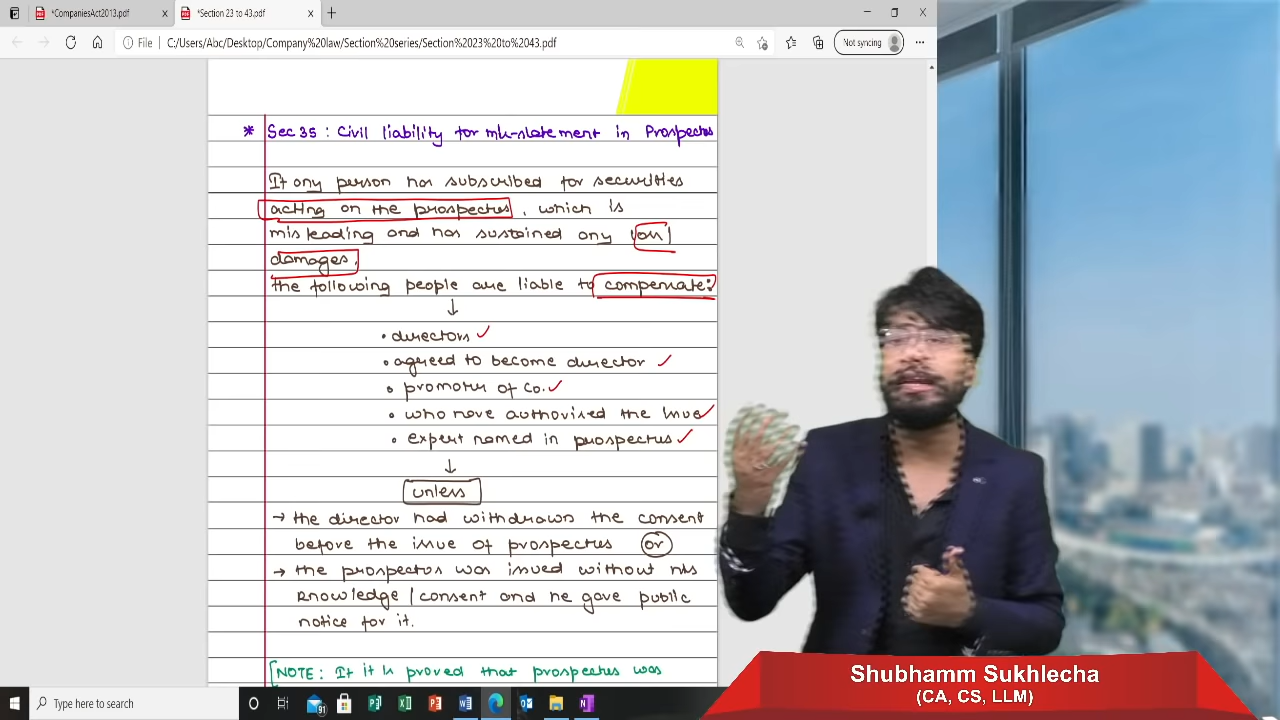 *CompaniesAct2013.pdf
*Section 23 to 43.pdf
File
C:/Users/Abc/Desktop/Company%20law/Section%20series/Section%2023%20to%2043.pdf
Not syncing
* Sec 35 : Civil liability for mis-statement in Prospectus
If any person has subscribed for securities
acting on the prospectus, which is
misleading and has sustained any loss/
damages.
The following people are liable to compensate:
↓
• directors ✓
• agreed to become director ✓
• promoter of co. ✓
• who have authorised the issue ✓
• expert named in prospectus ✓
↓
unless
→ the director had withdrawn the consent
before the issue of prospectus or
→ the prospectus was issued without his
knowledge / consent and he gave public
notice for it.
[NOTE: If it is proved that prospectus was
Type here to search
91
Shubhamm Sukhlecha
(CA, CS, LLM)